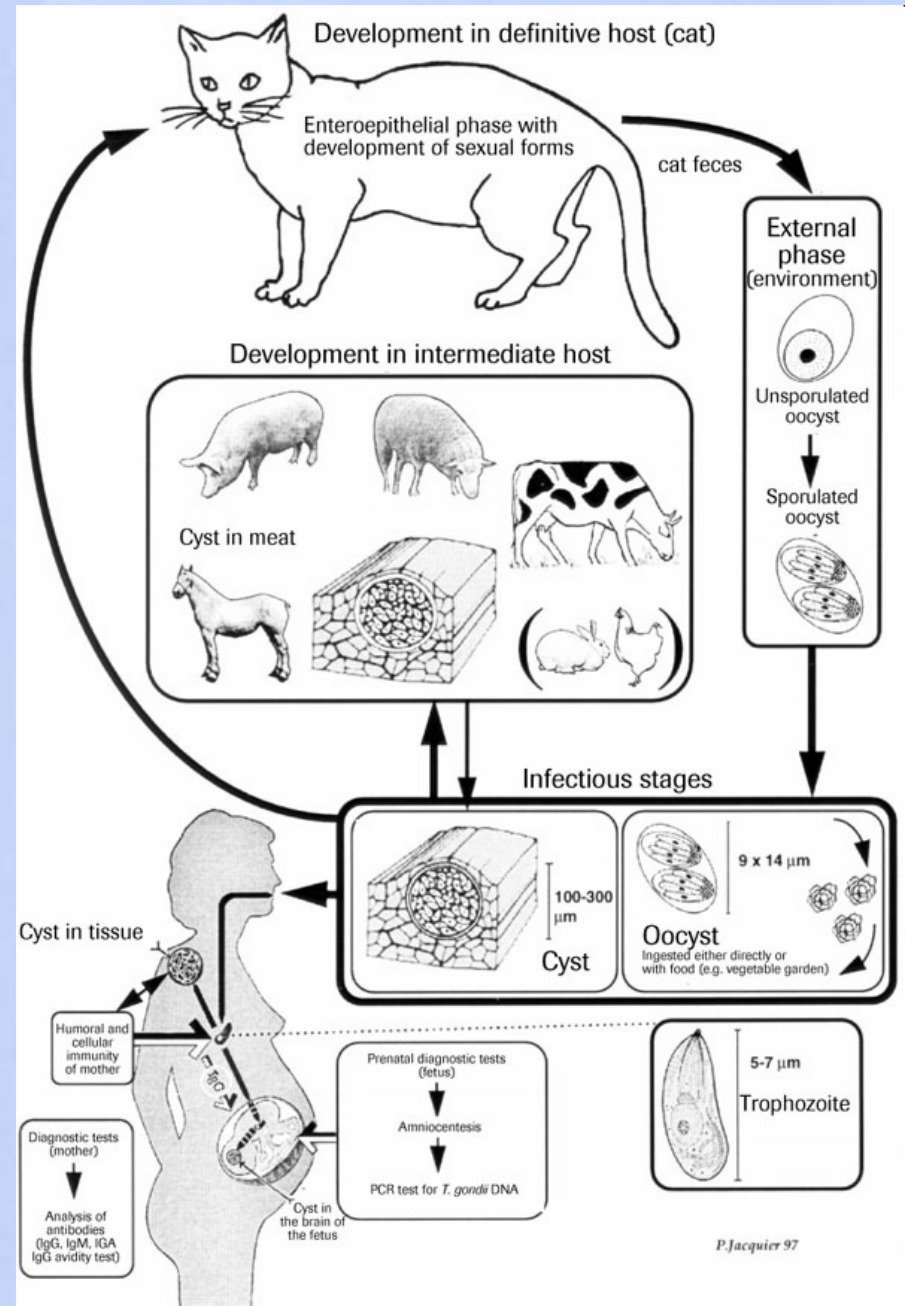 Development in definitive host (cat)
Enteroepithelial phase with
development of sexual forms
cat feces
External
phase
(environment)
Unsporulated
oocyst
Sporulated
oocyst
Development in intermediate host
Cyst in meat
Infectious stages
100-300
µm
Cyst
9 x 14 µm
Oocyst
Ingested either directly or
with food (e.g. vegetable garden)
Cyst in tissue
Humoral and
cellular
immunity
of mother
IgG
Diagnostic tests
(mother)
Analysis of
antibodies
(IgG, IgM, IGA
IgG avidity test)
Cyst in
the brain of
the fetus
Prenatal diagnostic tests
(fetus)
Amniocentesis
PCR test for T. gondii DNA
5-7 µm
Trophozoite
P.Jacquier 97